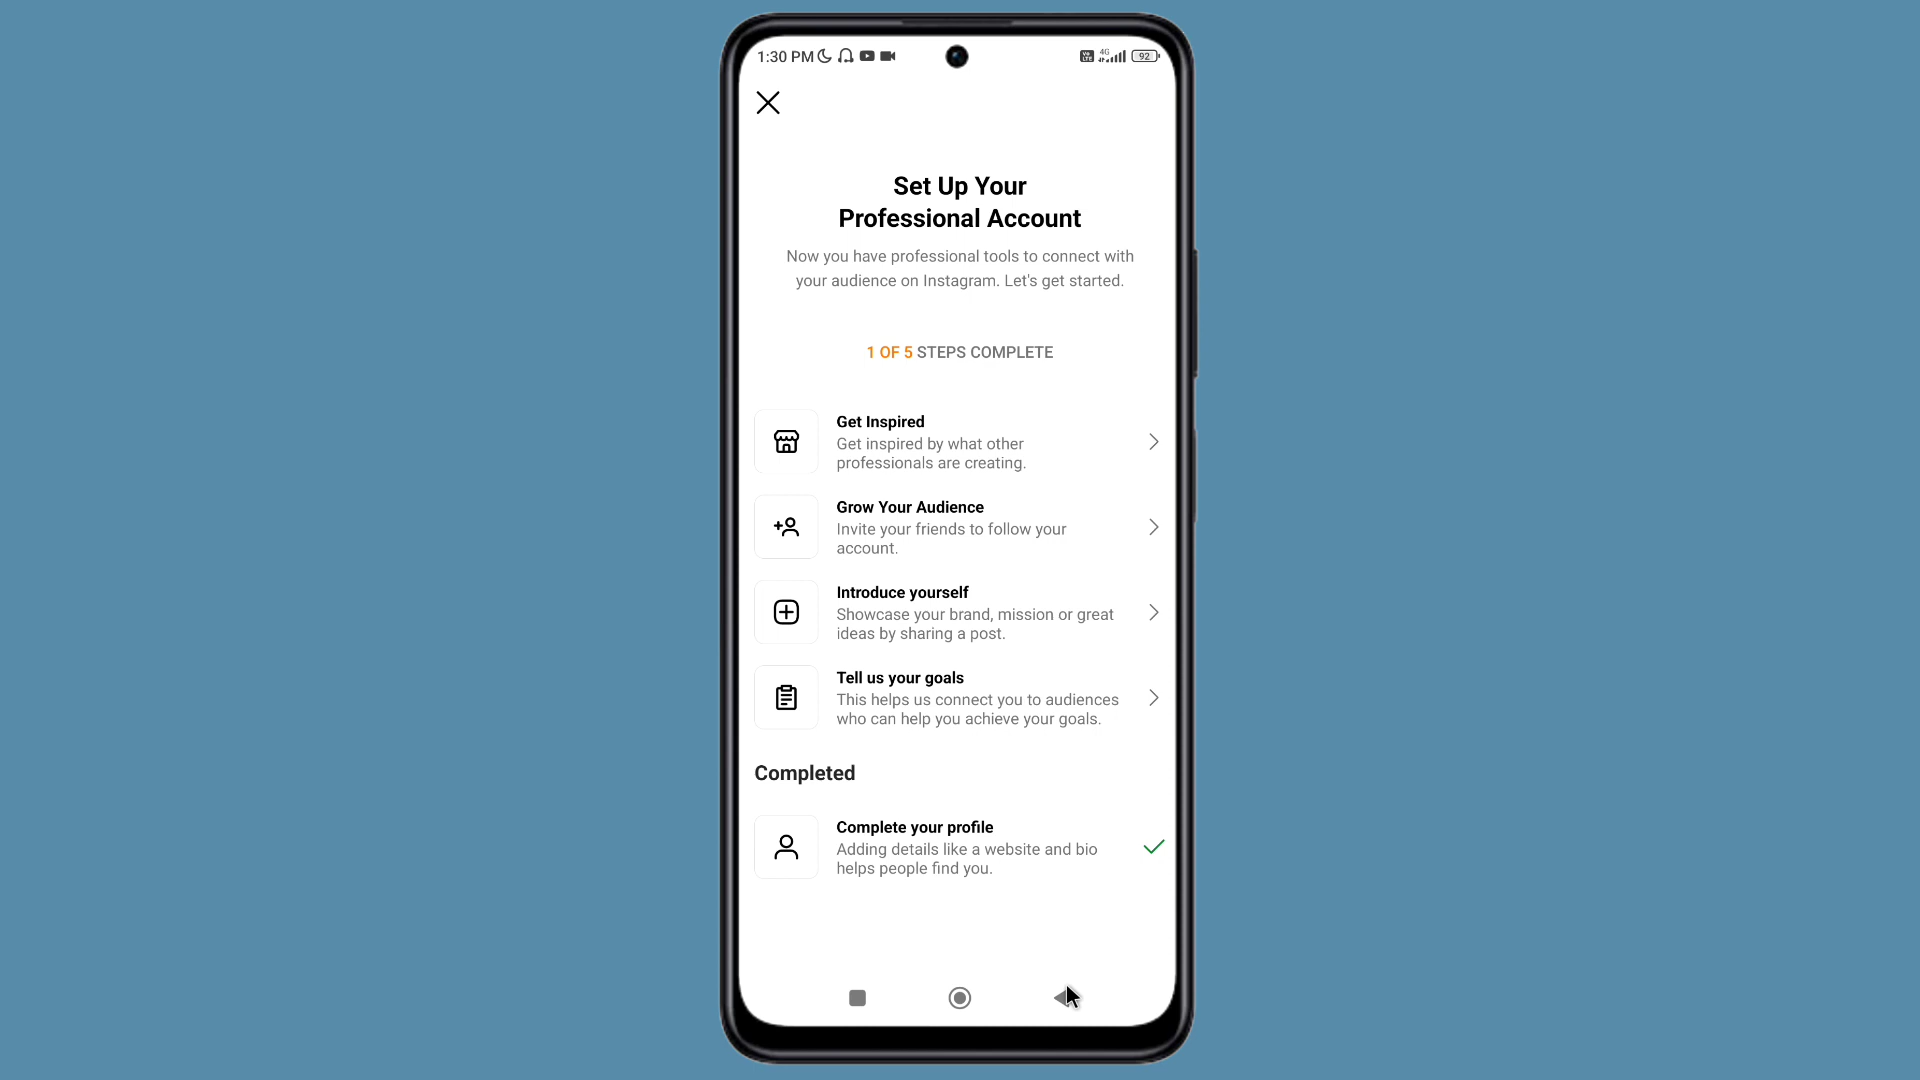 1:30 PM
4G
92
Set Up Your
Professional Account
Now you have professional tools to connect with
your audience on Instagram. Let's get started.
1 OF 5 STEPS COMPLETE
Get Inspired
Get inspired by what other
professionals are creating.
Grow Your Audience
Invite your friends to follow your
account.
Introduce yourself
Showcase your brand, mission or great
ideas by sharing a post.
Tell us your goals
This helps us connect you to audiences
who can help you achieve your goals.
Completed
Complete your profile
Adding details like a website and bio
helps people find you.